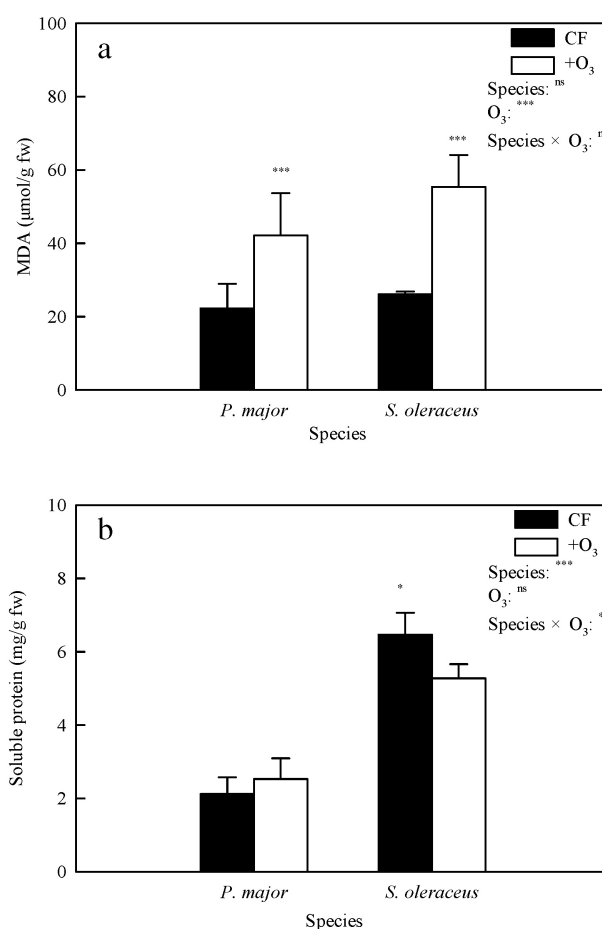 100
a
CF
+O₃
Species: ns
O₃: ***
Species × O₃:
80
60
40
20
0
*** ***
MDA (μmol/g fw)
P. major S. oleraceus
Species
10
b
CF
+O₃
Species: ***
O₃: ns
Species × O₃: *
8
6
4
2
0
*
Soluble protein (mg/g fw)
P. major S. oleraceus
Species